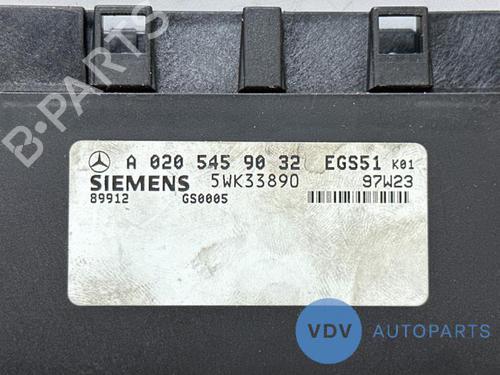 B-PARTS
A 020 545 90 32 EGS51 K01
SIEMENS 5WK33890 97W23
89912 GS0005
VDV AUTOPARTS